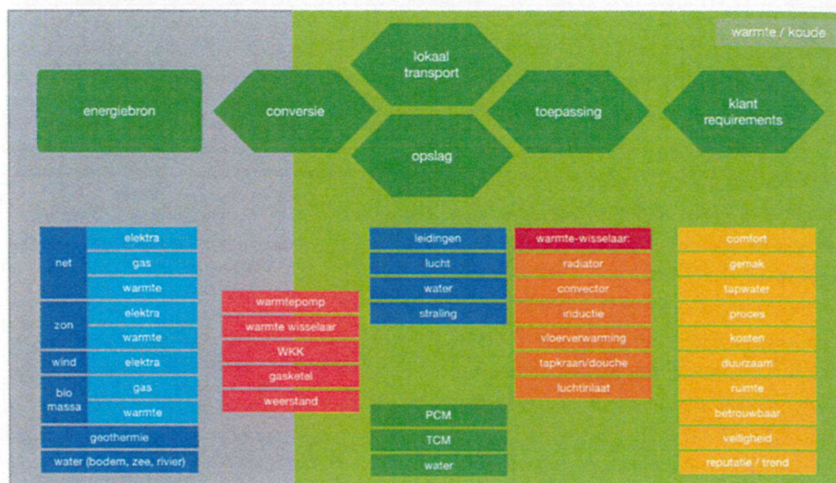 warmte / koude
energiebron
conversie
lokaal
transport
opslag
toepassing
klant
requirements
net
elektra
gas
warmte
zon
elektra
warmte
wind
elektra
bio
massa
gas
warmte
geothermie
water (bodem, zee, rivier)
warmtepomp
warmte wisselaar
WKK
gasketel
weerstand
leidingen
lucht
water
straling
PCM
TCM
water
warmte-wisselaar:
radiator
convector
inductie
vloerverwarming
tapkraan/douche
luchtinlaat
comfort
gemak
tapwater
proces
kosten
duurzaam
ruimte
betrouwbaar
veiligheid
reputatie / trend